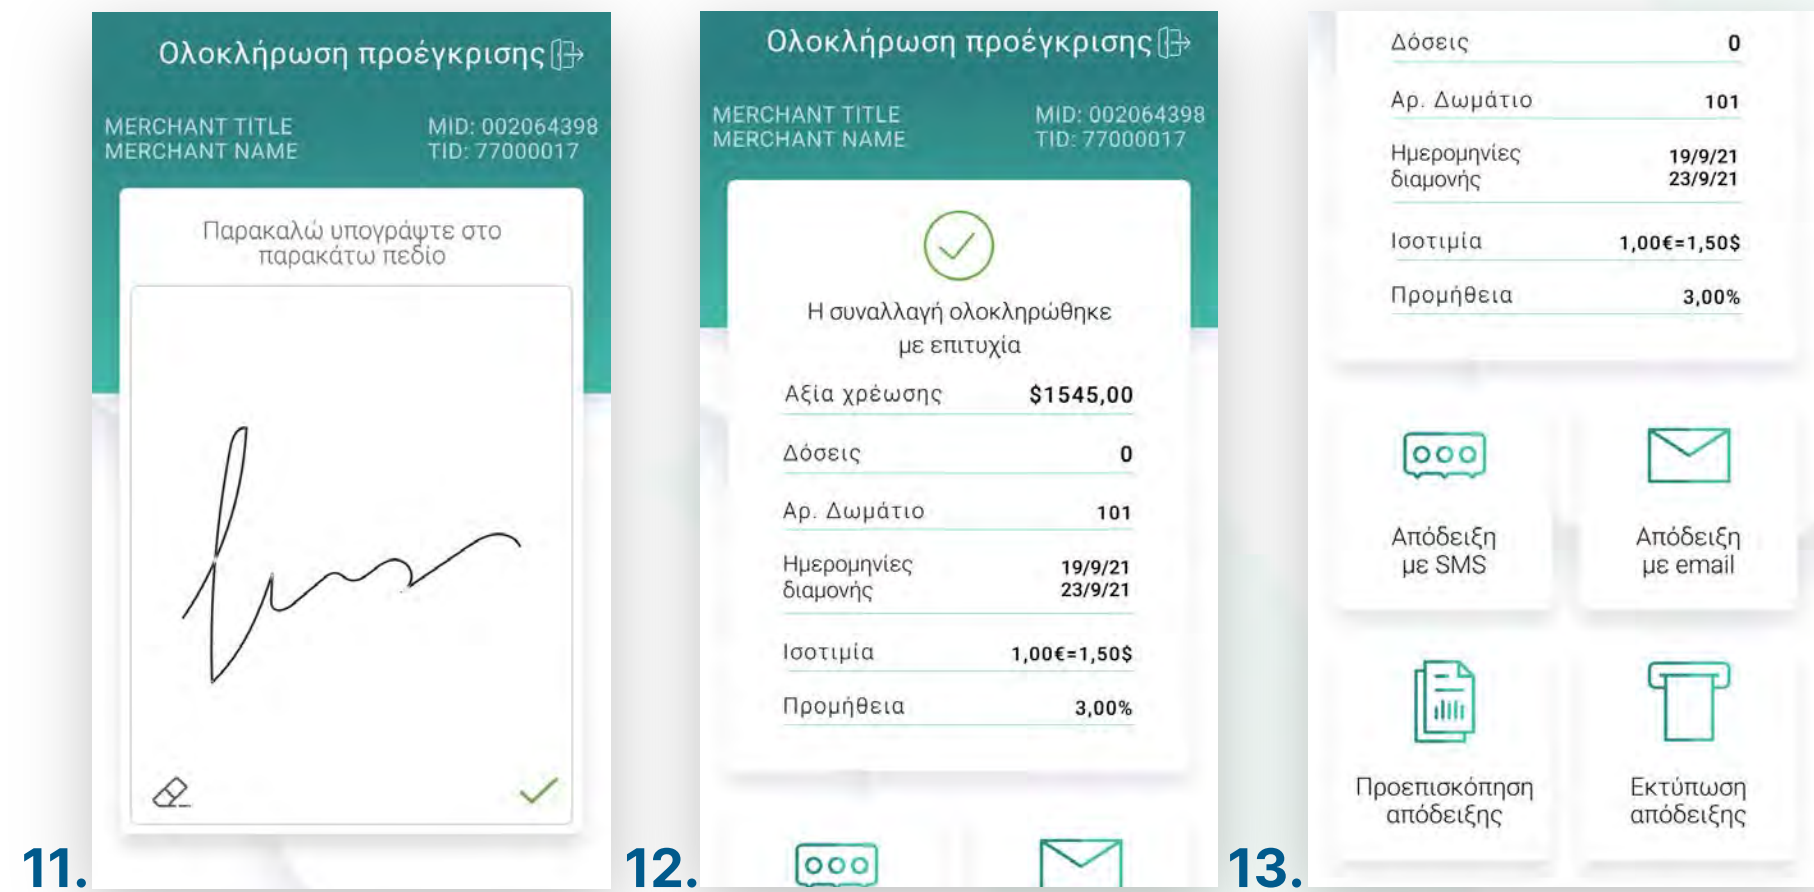 Ολοκλήρωση προέγκρισης
MERCHANT TITLE MID: 002064398
MERCHANT NAME TID: 77000017
Παρακαλώ υπογράψτε στο
παρακάτω πεδίο
11.
Ολοκλήρωση προέγκρισης
MERCHANT TITLE MID: 002064398
MERCHANT NAME TID: 77000017
Η συναλλαγή ολοκληρώθηκε
με επιτυχία
Αξία χρέωσης $1545,00
Δόσεις 0
Αρ. Δωμάτιο 101
Ημερομηνίες 19/9/21
διαμονής 23/9/21
Ισοτιμία 1,00€=1,50$
Προμήθεια 3,00%
12.
Δόσεις 0
Αρ. Δωμάτιο 101
Ημερομηνίες 19/9/21
διαμονής 23/9/21
Ισοτιμία 1,00€=1,50$
Προμήθεια 3,00%
Απόδειξη
με SMS
Απόδειξη
με email
Προεπισκόπηση
απόδειξης
Εκτύπωση
απόδειξης
13.